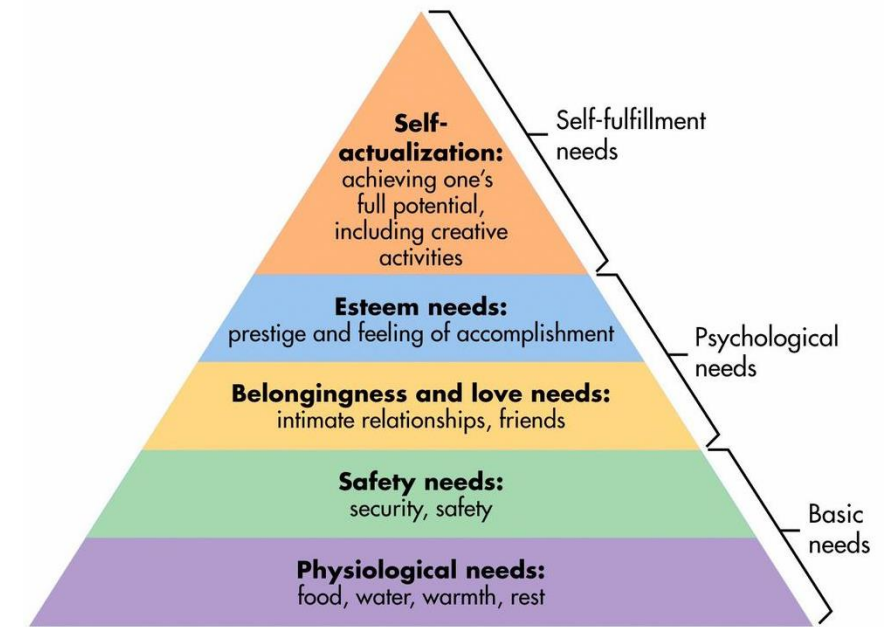 Self-
actualization:
achieving one's
full potential,
including creative
activities
Esteem needs:
prestige and feeling of accomplishment
Belongingness and love needs:
intimate relationships, friends
Safety needs:
security, safety
Physiological needs:
food, water, warmth, rest
Self-fulfillment
needs
Psychological
needs
Basic
needs